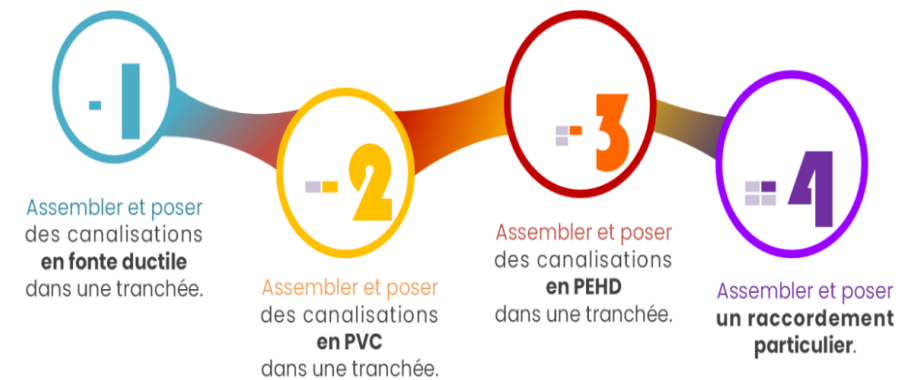 1
Assembler et poser
des canalisations
en fonte ductile
dans une tranchée.
2
Assembler et poser
des canalisations
en PVC
dans une tranchée.
3
Assembler et poser
des canalisations
en PEHD
dans une tranchée.
4
Assembler et poser
un raccordement
particulier.